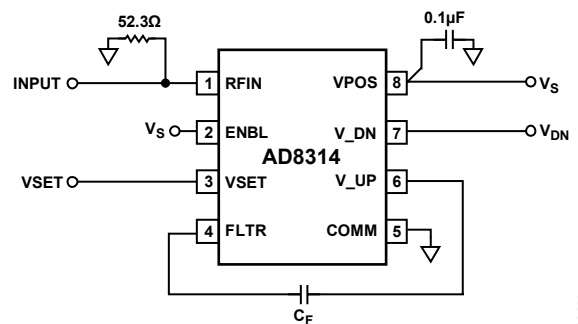 52.3Ω
0.1µF
INPUT
1 RFIN
VPOS 8
VS
VS
2 ENBL
V_DN 7
VDN
AD8314
VSET
3 VSET
V_UP 6
4 FLTR
COMM 5
CF